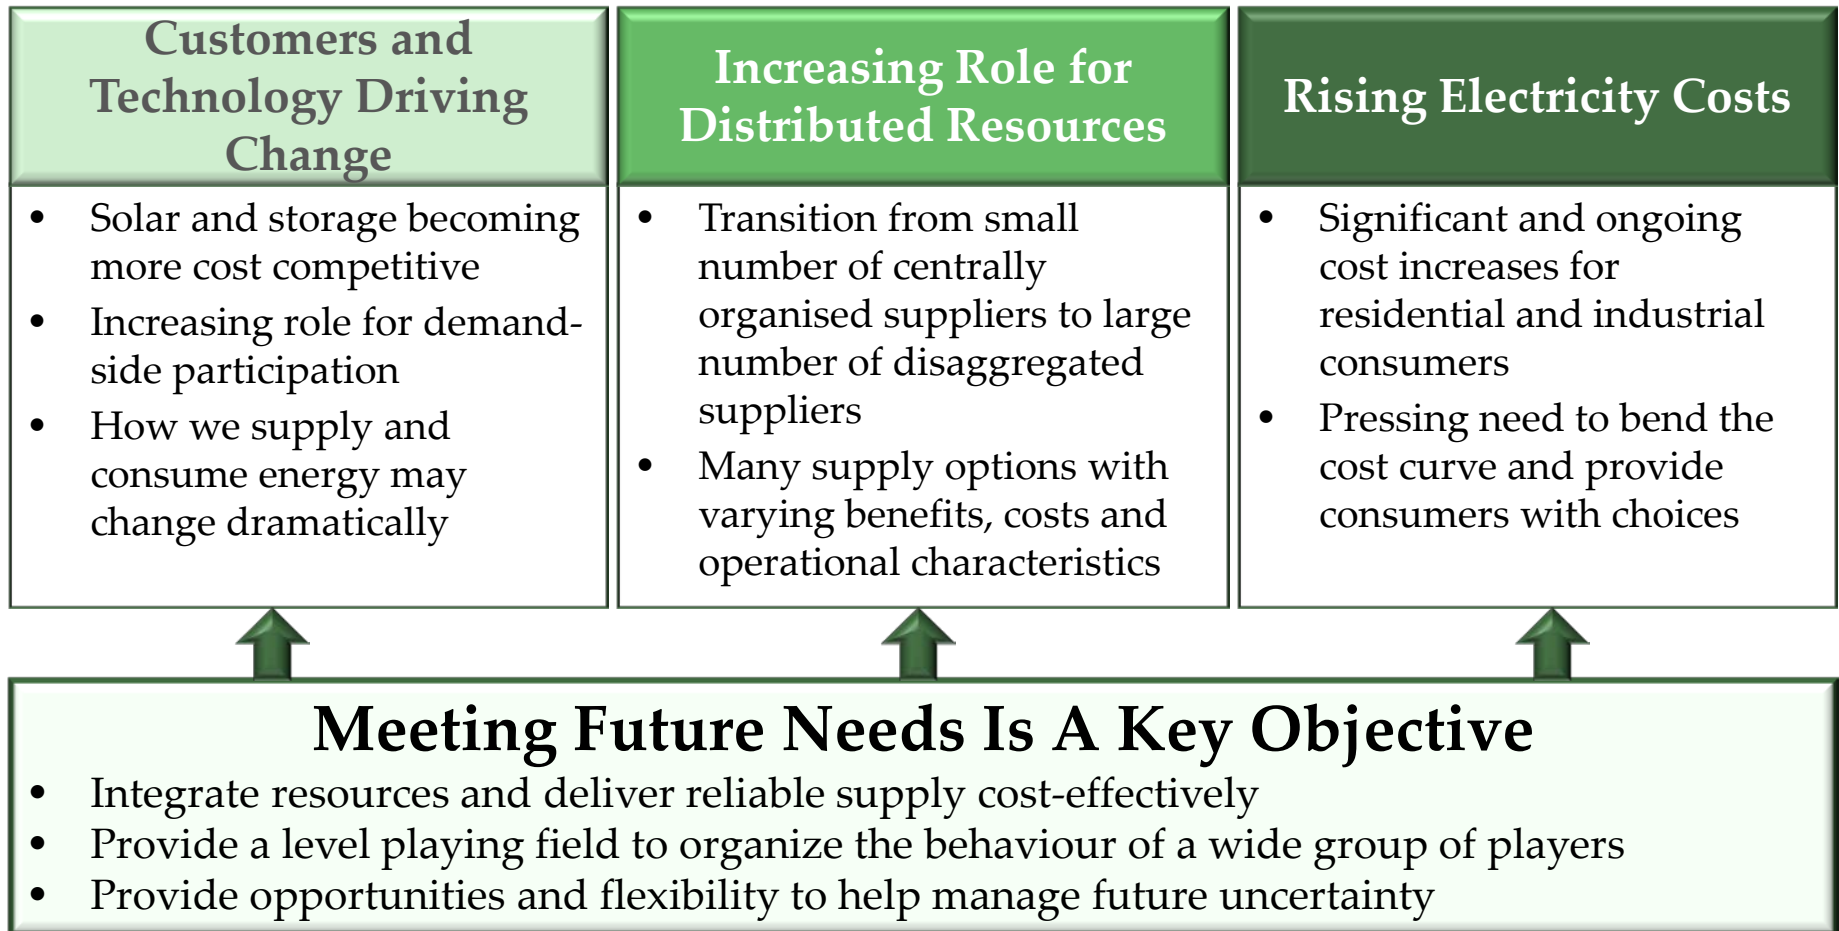 Customers and
Technology Driving
Change
• Solar and storage becoming
more cost competitive
• Increasing role for demand-
side participation
• How we supply and
consume energy may
change dramatically
Increasing Role for
Distributed Resources
• Transition from small
number of centrally
organised suppliers to large
number of disaggregated
suppliers
• Many supply options with
varying benefits, costs and
operational characteristics
Rising Electricity Costs
• Significant and ongoing
cost increases for
residential and industrial
consumers
• Pressing need to bend the
cost curve and provide
consumers with choices
Meeting Future Needs Is A Key Objective
• Integrate resources and deliver reliable supply cost-effectively
• Provide a level playing field to organize the behaviour of a wide group of players
• Provide opportunities and flexibility to help manage future uncertainty